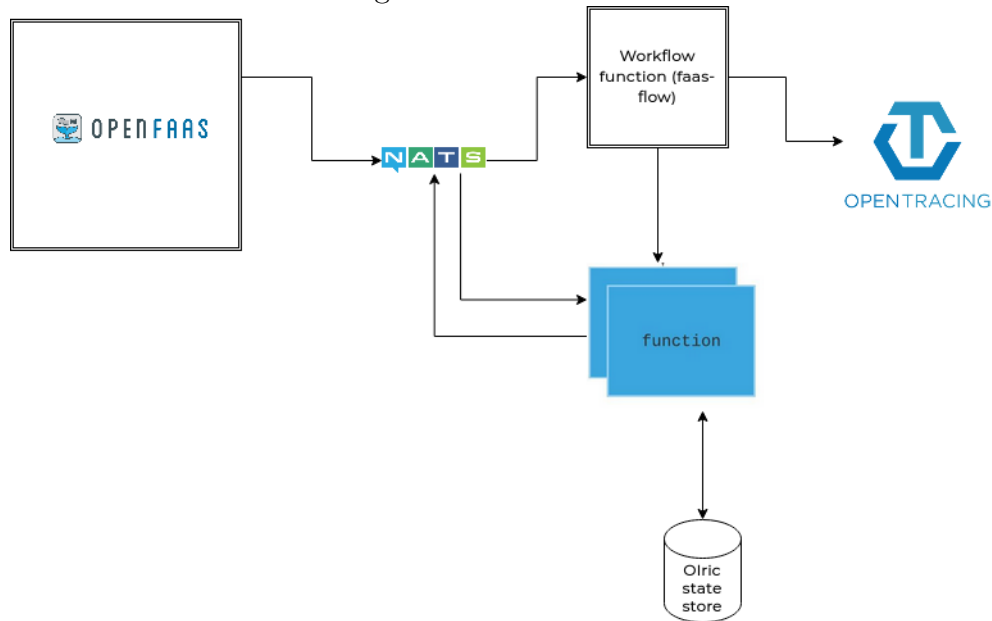 OPENFAAS
NATS
Workflow
function (faas-
flow)
OPENTRACING
function
Olric
state
store